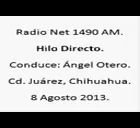 Radio Net 1490 AM.
Hilo Directo.
Conduce: Ángel Otero.
Cd. Juárez, Chihuahua.
8 Agosto 2013.